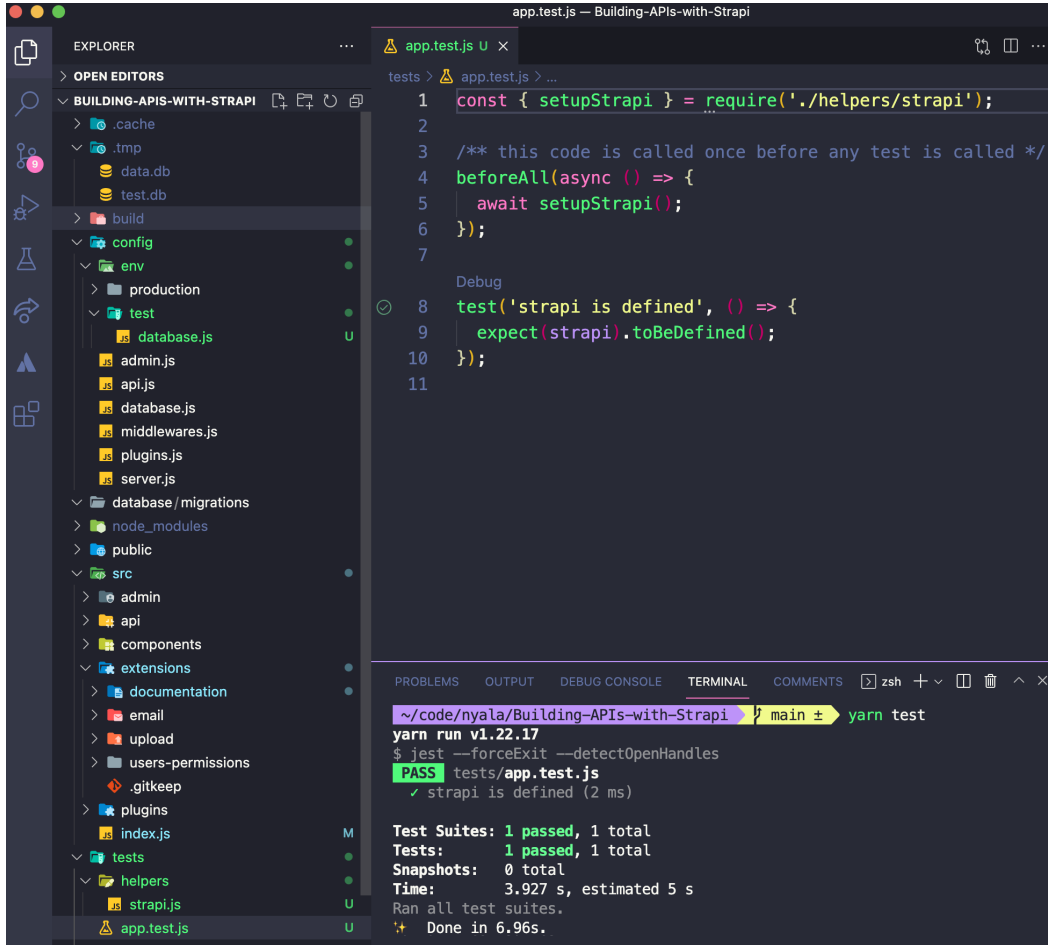 app.test.js — Building-APIs-with-Strapi
EXPLORER
OPEN EDITORS
BUILDING-APIS-WITH-STRAPI
.cache
.tmp
data.db
test.db
build
config
env
production
test
database.js U
admin.js
api.js
database.js
middlewares.js
plugins.js
server.js
database/migrations
node_modules
public
src
admin
api
components
extensions
documentation
email
upload
users-permissions
.gitkeep
plugins
index.js M
tests
helpers
strapi.js U
app.test.js U
9
app.test.js U
tests > app.test.js > ...
1 const { setupStrapi } = require('./helpers/strapi');
2
3 /** this code is called once before any test is called */
4 beforeAll(async () => {
5 await setupStrapi();
6 });
7
Debug
8 test('strapi is defined', () => {
9 expect(strapi).toBeDefined();
10 });
11
PROBLEMS OUTPUT DEBUG CONSOLE TERMINAL COMMENTS zsh
~/code/nyala/Building-APIs-with-Strapi main ± yarn test
yarn run v1.22.17
$ jest --forceExit --detectOpenHandles
PASS tests/app.test.js
✓ strapi is defined (2 ms)
Test Suites: 1 passed, 1 total
Tests: 1 passed, 1 total
Snapshots: 0 total
Time: 3.927 s, estimated 5 s
Ran all test suites.
✨ Done in 6.96s.